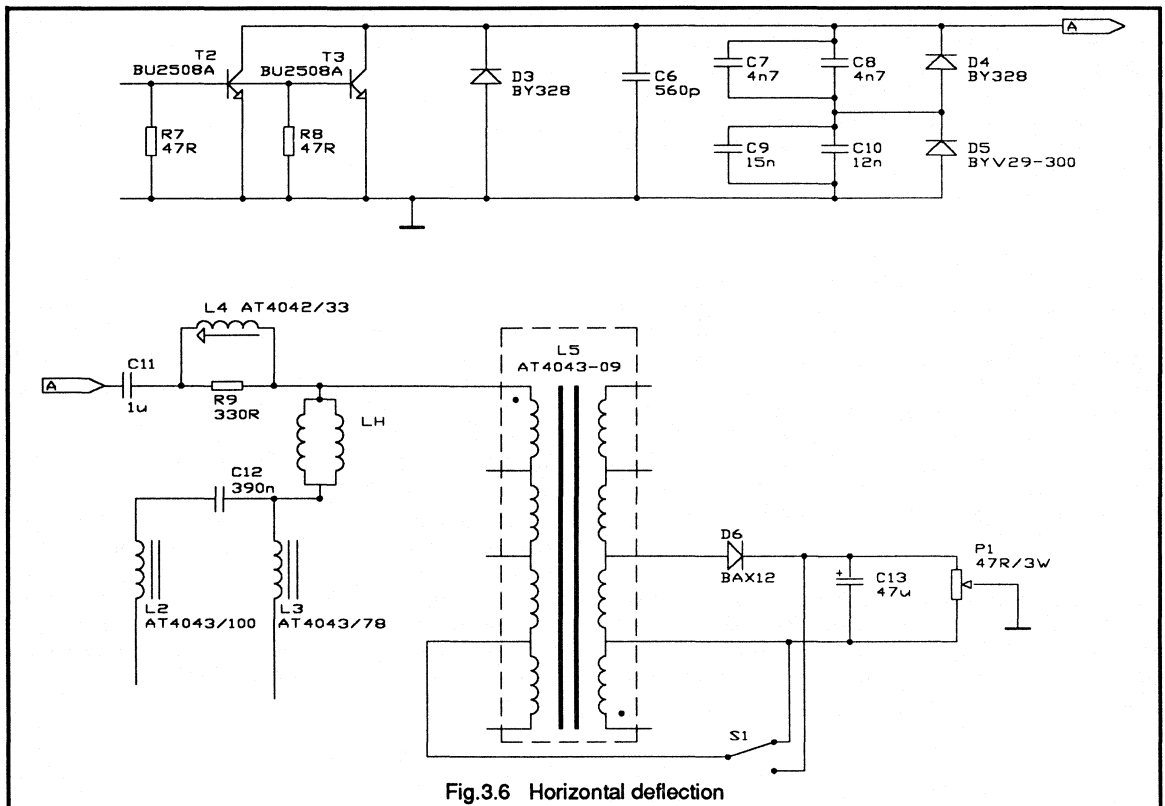 A
T2
BU2508A
T3
BU2508A
R7
47R
R8
47R
D3
BY328
C6
560p
C7
4n7
C8
4n7
D4
BY328
C9
15n
C10
12n
D5
BYV29-300
L4 AT4042/33
A
C11
1u
R9
330R
LH
C12
390n
L2
AT4043/100
L3
AT4043/78
L5
AT4043-09
D6
BAX12
+
C13
47u
P1
47R/3W
S1
Fig.3.6 Horizontal deflection